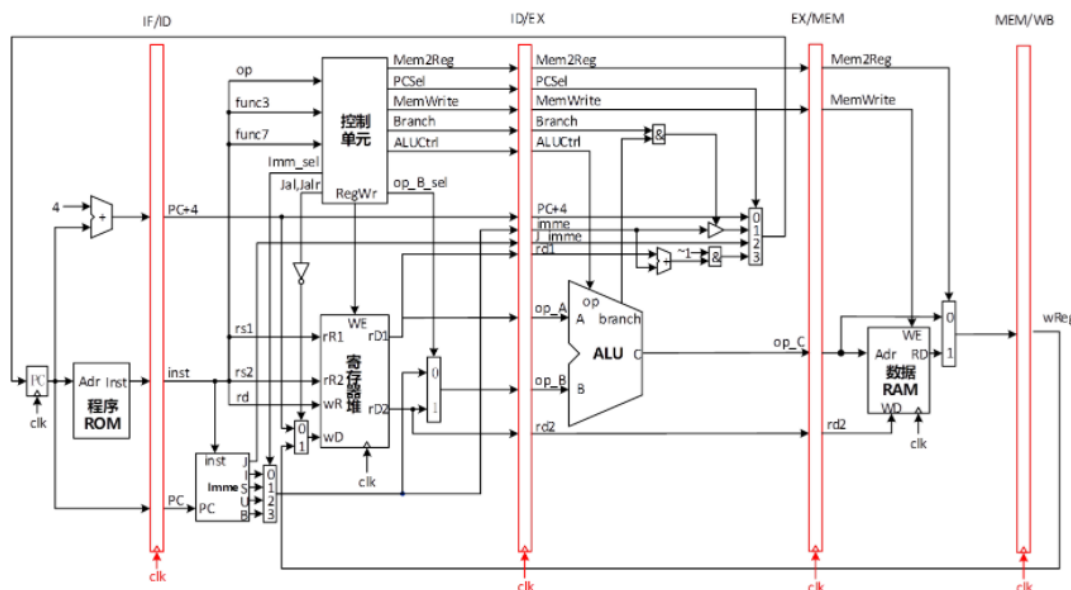 IF/ID
ID/EX
EX/MEM
MEM/WB
op
func3
func7
控制
单元
Mem2Reg
PCSel
MemWrite
Branch
ALUCtrl
Mem2Reg
PCSel
MemWrite
Branch
ALUCtrl
Mem2Reg
MemWrite
&
Imm_sel
Jal,Jalr
RegWr
op_B_sel
4
+
PC+4
PC+4
imme
J_imme
rd1
0
1
2
3
+
~1
&
WE
rs1
rR1
rD1
rs2
rR2
rd
wR
rD2
wD
寄存
器堆
clk
0
1
0
1
op_A
op_B
op
A
branch
ALU
C
B
op_C
rd2
rd2
WE
Adr
RD
数据
RAM
WD
clk
0
1
wReg
PC
clk
Adr
Inst
程序
ROM
inst
inst
Imme
PC
PC
J
I
S
U
B
0
1
2
3
clk
clk
clk
clk